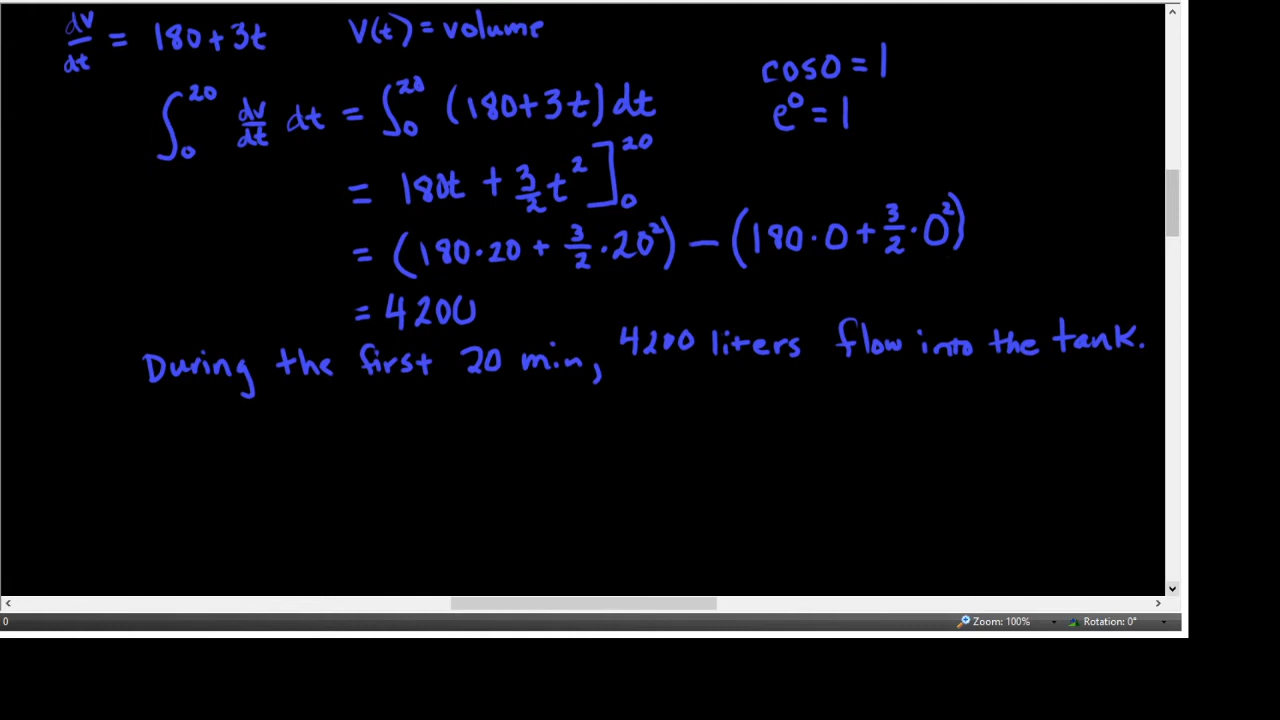 dv/dt = 180 + 3t V(t) = volume
cos0 = 1
e⁰ = 1
∫₀²⁰ dv/dt dt = ∫₀²⁰ (180 + 3t) dt
= 180t + 3/2 t² ]₀²⁰
= (180·20 + 3/2 · 20²) − (180·0 + 3/2 · 0²)
= 4200
During the first 20 min, 4200 liters flow into the tank.
0 Zoom: 100% Rotation: 0°